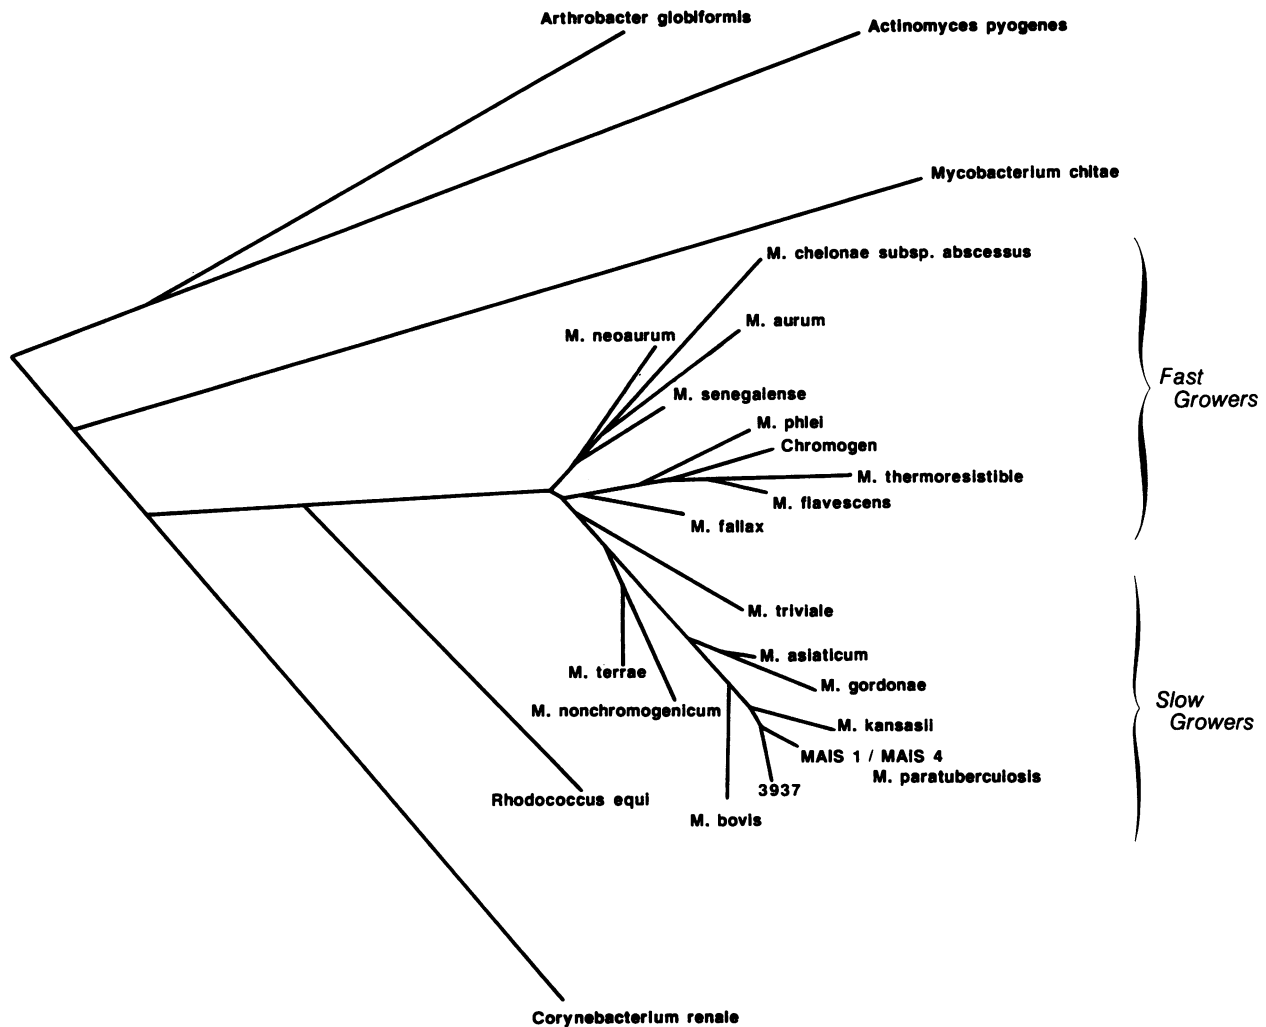 Arthrobacter globiformis
Actinomyces pyogenes
Mycobacterium chitae
M. chelonae subsp. abscessus
M. aurum
M. neoaurum
M. senegalense
M. phlei
Chromogen
M. thermoresistible
M. flavescens
M. fallax
Fast
Growers
M. triviale
M. asiaticum
M. terrae
M. gordonae
M. nonchromogenicum
M. kansasii
MAIS 1 / MAIS 4
M. paratuberculosis
3937
Rhodococcus equi
M. bovis
Slow
Growers
Corynebacterium renale